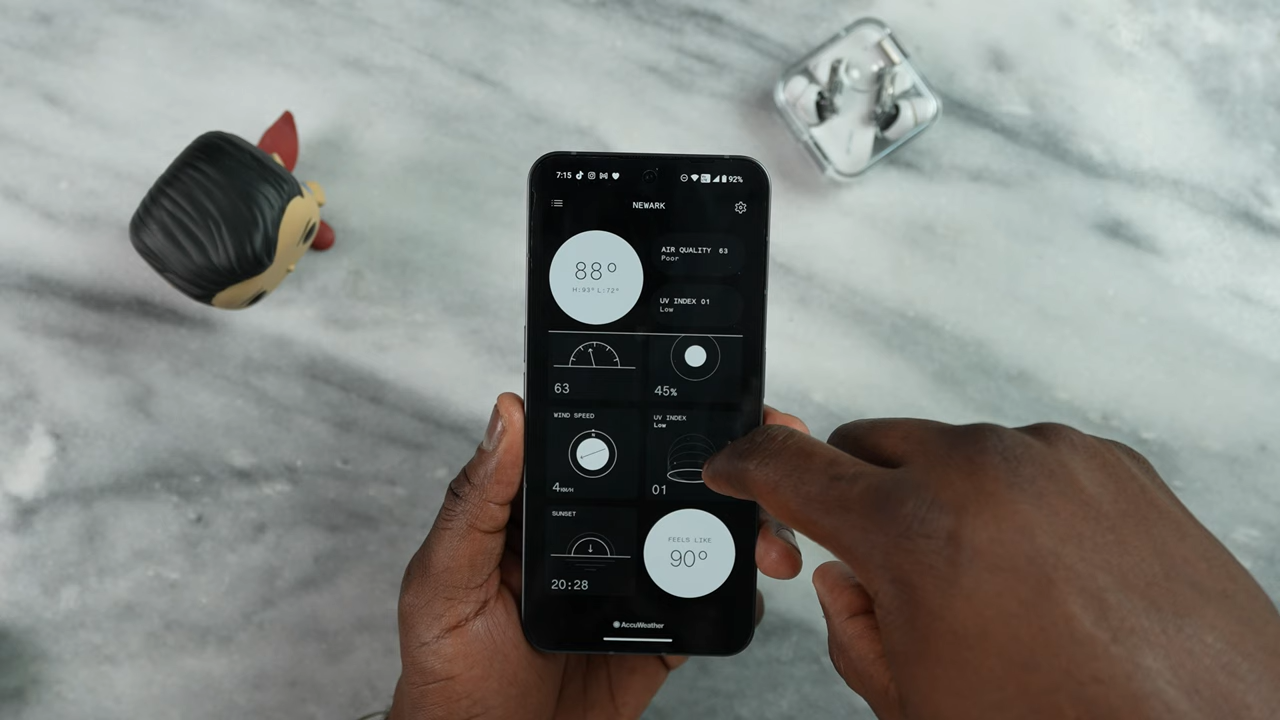 7:15
92%
NEWARK
88°
H:93° L:72°
AIR QUALITY 63
Poor
UV INDEX 01
Low
63
45%
WIND SPEED
4KM/H
UV INDEX
Low
01
SUNSET
20:28
FEELS LIKE
90°
AccuWeather